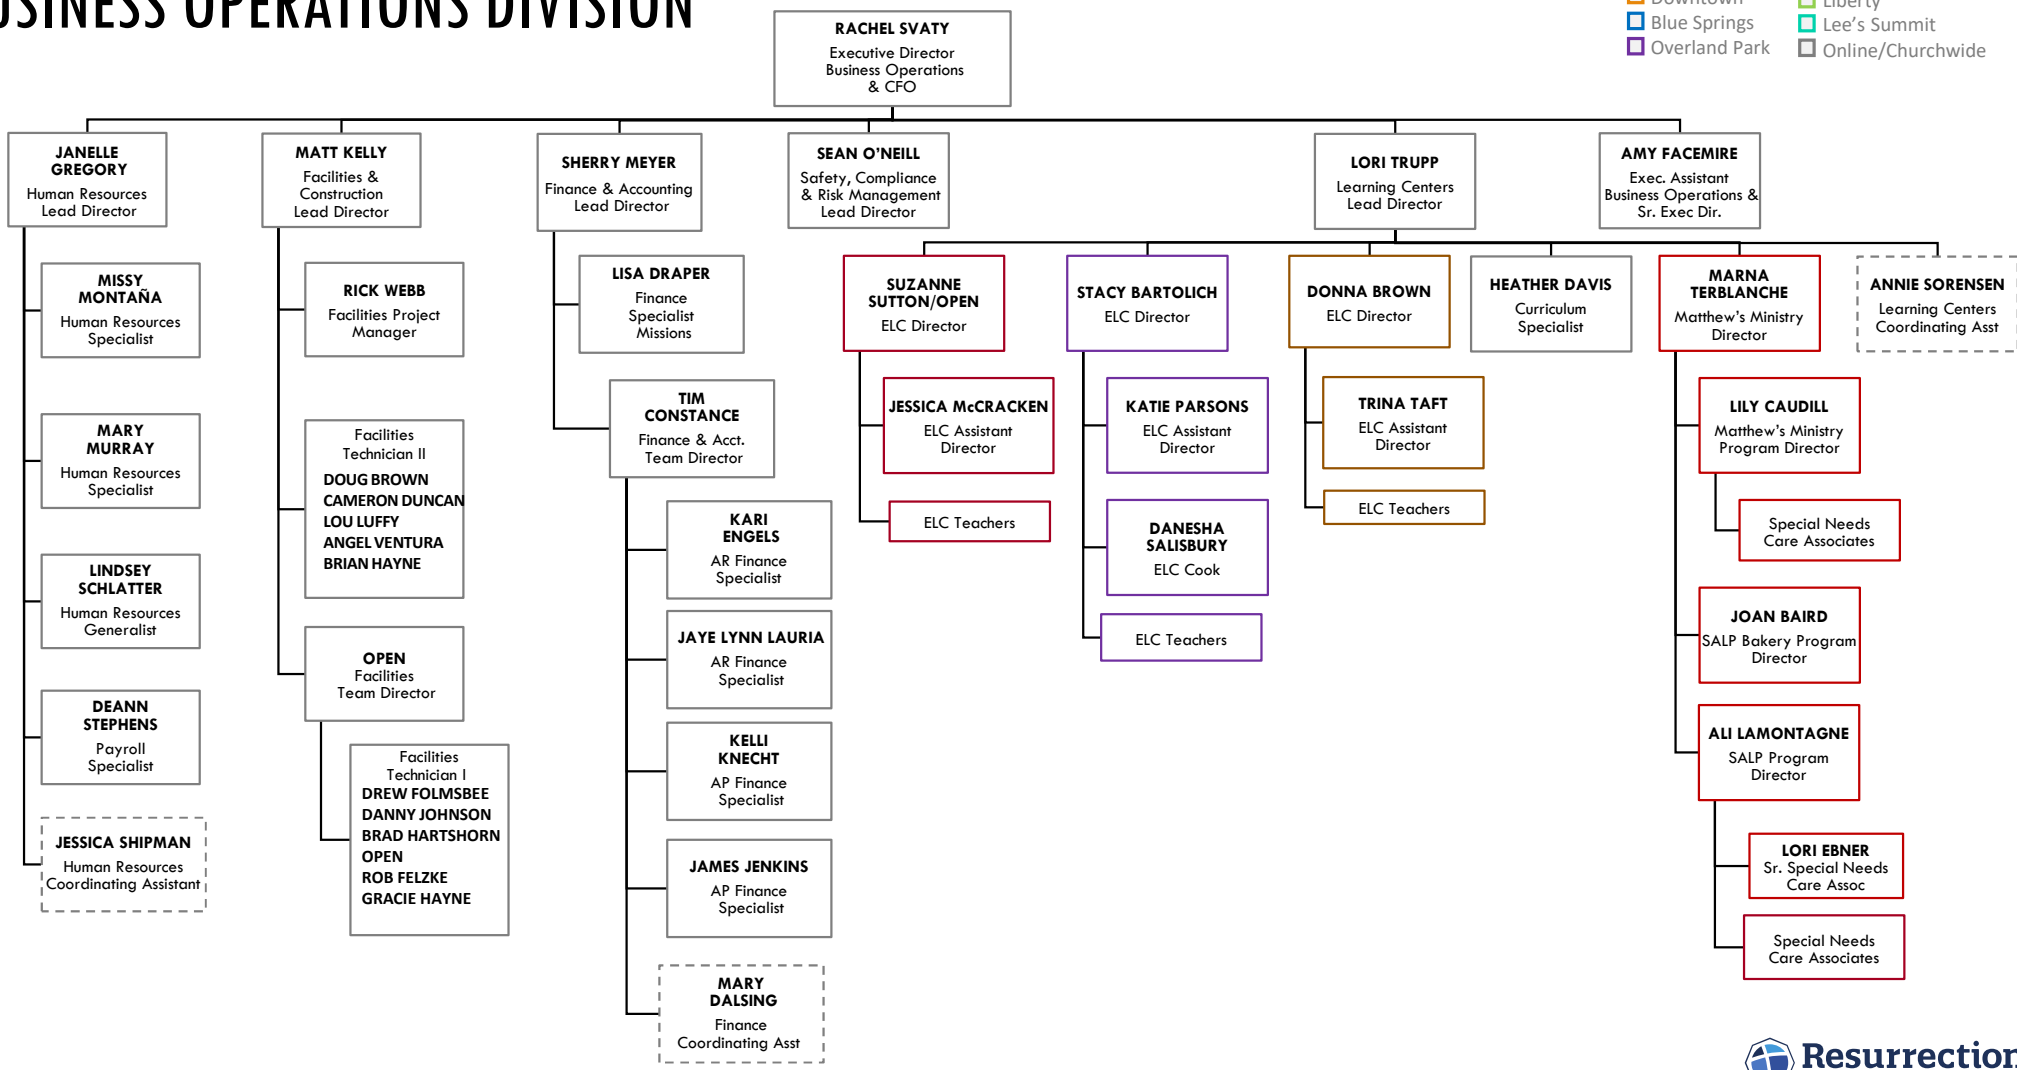 BUSINESS OPERATIONS DIVISION
Downtown
Liberty
Blue Springs
Lee's Summit
Overland Park
Online/Churchwide
RACHEL SVATY
Executive Director
Business Operations
& CFO
JANELLE
GREGORY
Human Resources
Lead Director
MATT KELLY
Facilities &
Construction
Lead Director
SHERRY MEYER
Finance & Accounting
Lead Director
SEAN O'NEILL
Safety, Compliance
& Risk Management
Lead Director
LORI TRUPP
Learning Centers
Lead Director
AMY FACEMIRE
Exec. Assistant
Business Operations &
Sr. Exec Dir.
MISSY
MONTAÑA
Human Resources
Specialist
MARY
MURRAY
Human Resources
Specialist
LINDSEY
SCHLATTER
Human Resources
Generalist
DEANN
STEPHENS
Payroll
Specialist
JESSICA SHIPMAN
Human Resources
Coordinating Assistant
RICK WEBB
Facilities Project
Manager
Facilities
Technician II
DOUG BROWN
CAMERON DUNCAN
LOU LUFFY
ANGEL VENTURA
BRIAN HAYNE
OPEN
Facilities
Team Director
Facilities
Technician I
DREW FOLMSBEE
DANNY JOHNSON
BRAD HARTSHORN
OPEN
ROB FELZKE
GRACIE HAYNE
LISA DRAPER
Finance
Specialist
Missions
TIM
CONSTANCE
Finance & Acct.
Team Director
KARI
ENGELS
AR Finance
Specialist
JAYE LYNN LAURIA
AR Finance
Specialist
KELLI
KNECHT
AP Finance
Specialist
JAMES JENKINS
AP Finance
Specialist
MARY
DALSING
Finance
Coordinating Asst
SUZANNE
SUTTON/OPEN
ELC Director
JESSICA McCRACKEN
ELC Assistant
Director
ELC Teachers
STACY BARTOLICH
ELC Director
KATIE PARSONS
ELC Assistant
Director
DANESHA
SALISBURY
ELC Cook
ELC Teachers
DONNA BROWN
ELC Director
TRINA TAFT
ELC Assistant
Director
ELC Teachers
HEATHER DAVIS
Curriculum
Specialist
MARNA
TERBLANCHE
Matthew's Ministry
Director
LILY CAUDILL
Matthew's Ministry
Program Director
Special Needs
Care Associates
JOAN BAIRD
SALP Bakery Program
Director
ALI LAMONTAGNE
SALP Program
Director
LORI EBNER
Sr. Special Needs
Care Assoc
Special Needs
Care Associates
ANNIE SORENSEN
Learning Centers
Coordinating Asst
Resurrection